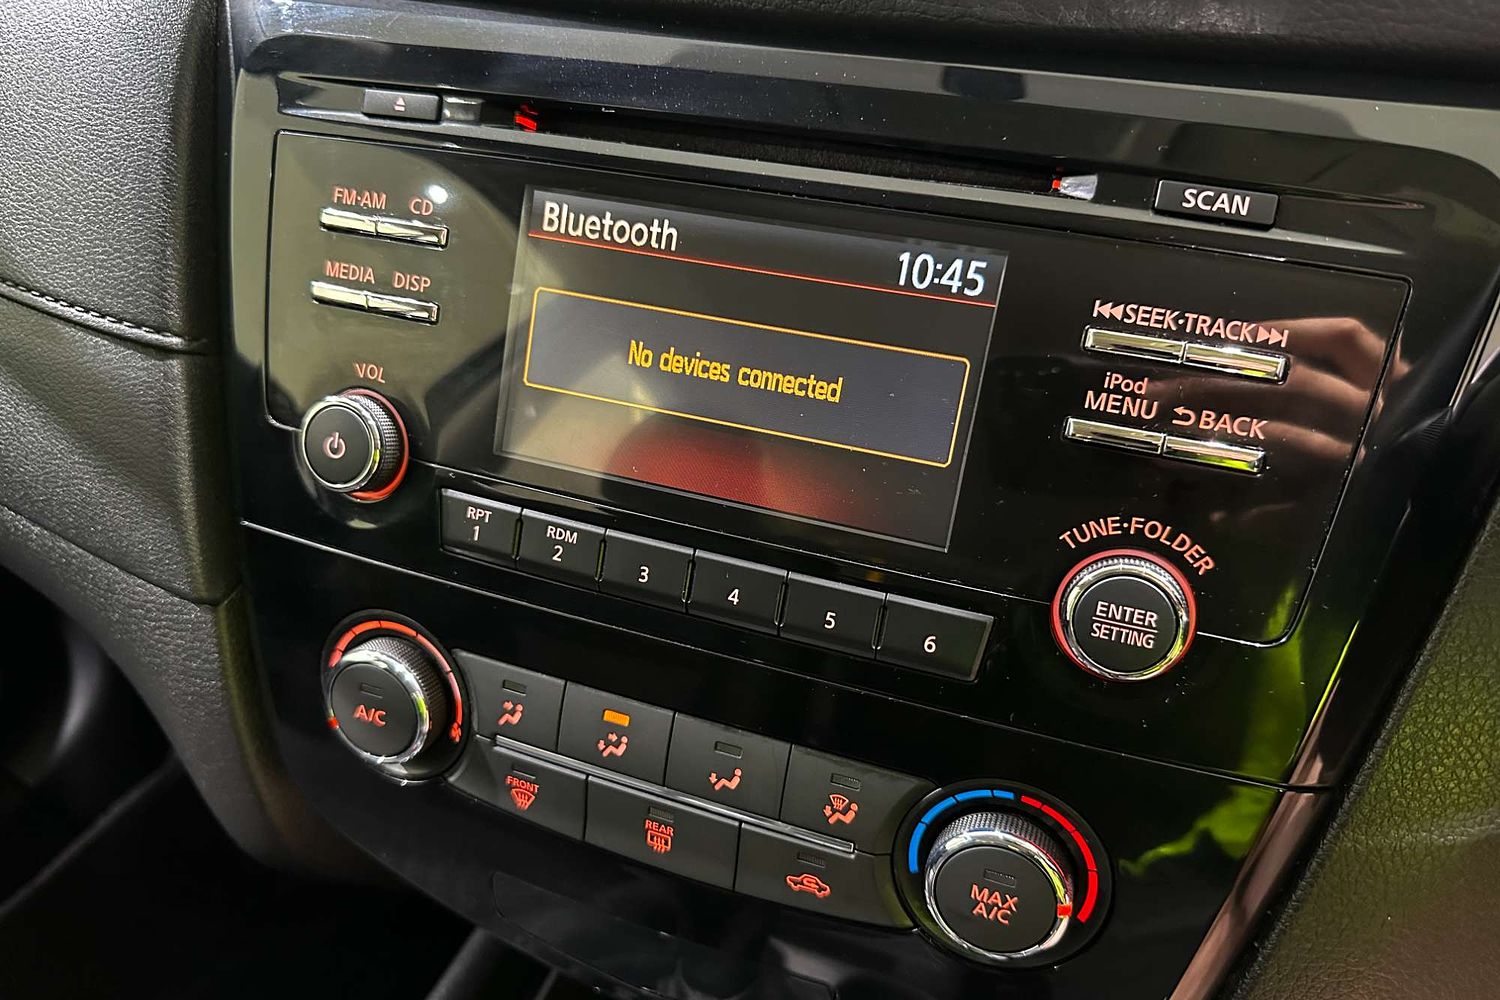 SCAN
FM·AM CD
MEDIA DISP
VOL
Bluetooth
10:45
No devices connected
SEEK·TRACK
iPod
MENU BACK
TUNE·FOLDER
ENTER
SETTING
RPT
1
RDM
2
3
4
5
6
A/C
FRONT
REAR
MAX
A/C